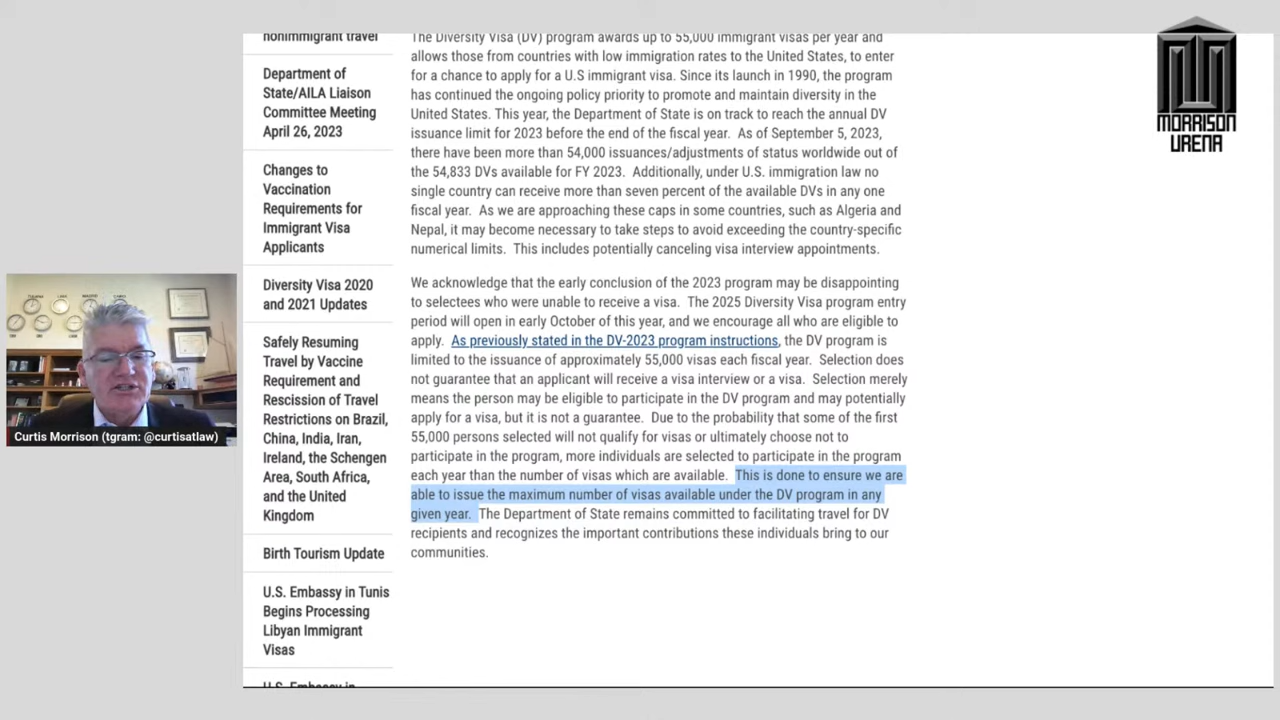 nonimmigrant travel
Department of
State/AILA Liaison
Committee Meeting
April 26, 2023
Changes to
Vaccination
Requirements for
Immigrant Visa
Applicants
Diversity Visa 2020
and 2021 Updates
Safely Resuming
Travel by Vaccine
Requirement and
Rescission of Travel
Restrictions on Brazil,
China, India, Iran,
Ireland, the Schengen
Area, South Africa,
and the United
Kingdom
Birth Tourism Update
U.S. Embassy in Tunis
Begins Processing
Libyan Immigrant
Visas
U.S. Embassy in
The Diversity Visa (DV) program awards up to 55,000 immigrant visas per year and
allows those from countries with low immigration rates to the United States, to enter
for a chance to apply for a U.S immigrant visa. Since its launch in 1990, the program
has continued the ongoing policy priority to promote and maintain diversity in the
United States. This year, the Department of State is on track to reach the annual DV
issuance limit for 2023 before the end of the fiscal year. As of September 5, 2023,
there have been more than 54,000 issuances/adjustments of status worldwide out of
the 54,833 DVs available for FY 2023. Additionally, under U.S. immigration law no
single country can receive more than seven percent of the available DVs in any one
fiscal year. As we are approaching these caps in some countries, such as Algeria and
Nepal, it may become necessary to take steps to avoid exceeding the country-specific
numerical limits. This includes potentially canceling visa interview appointments.
We acknowledge that the early conclusion of the 2023 program may be disappointing
to selectees who were unable to receive a visa. The 2025 Diversity Visa program entry
period will open in early October of this year, and we encourage all who are eligible to
apply. As previously stated in the DV-2023 program instructions, the DV program is
limited to the issuance of approximately 55,000 visas each fiscal year. Selection does
not guarantee that an applicant will receive a visa interview or a visa. Selection merely
means the person may be eligible to participate in the DV program and may potentially
apply for a visa, but it is not a guarantee. Due to the probability that some of the first
55,000 persons selected will not qualify for visas or ultimately choose not to
participate in the program, more individuals are selected to participate in the program
each year than the number of visas which are available. This is done to ensure we are
able to issue the maximum number of visas available under the DV program in any
given year. The Department of State remains committed to facilitating travel for DV
recipients and recognizes the important contributions these individuals bring to our
communities.
MORRISON
URENA
Curtis Morrison (tgram: @curtisatlaw)